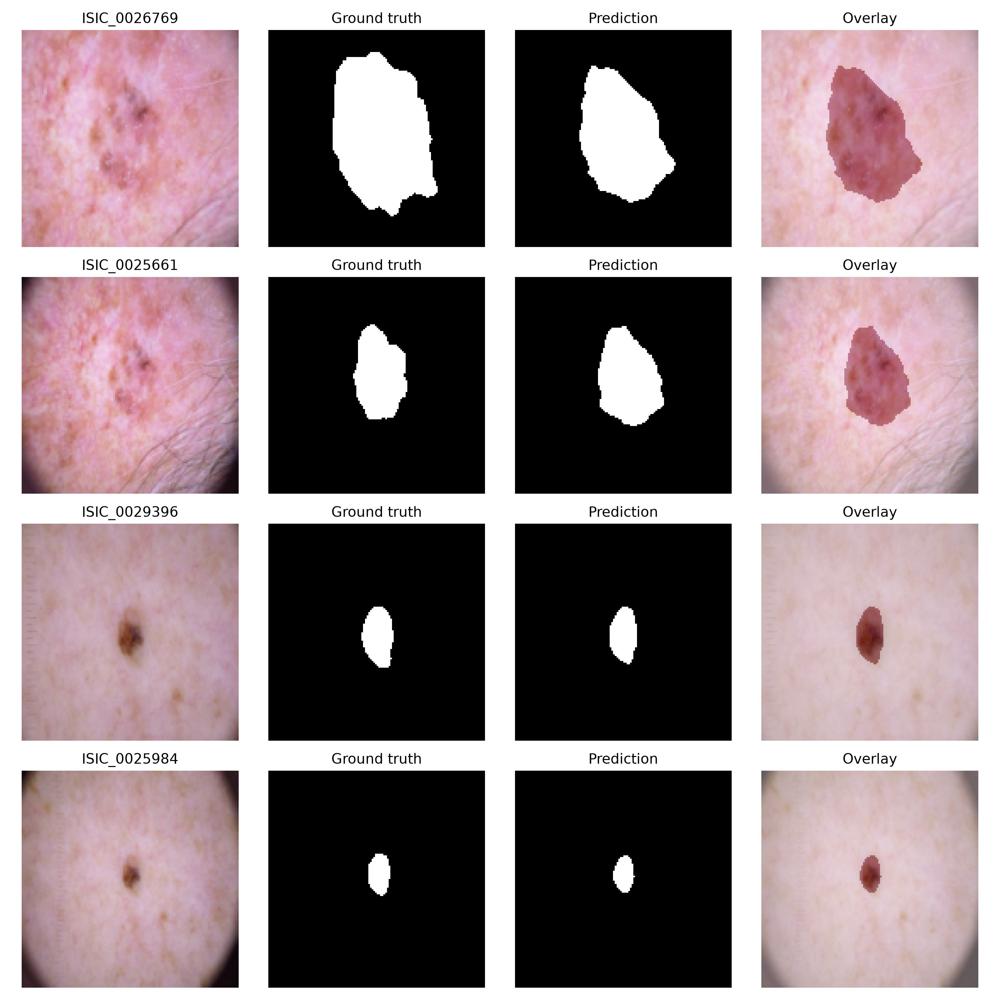 ISIC_0026769 Ground truth Prediction Overlay
ISIC_0025661 Ground truth Prediction Overlay
ISIC_0029396 Ground truth Prediction Overlay
ISIC_0025984 Ground truth Prediction Overlay